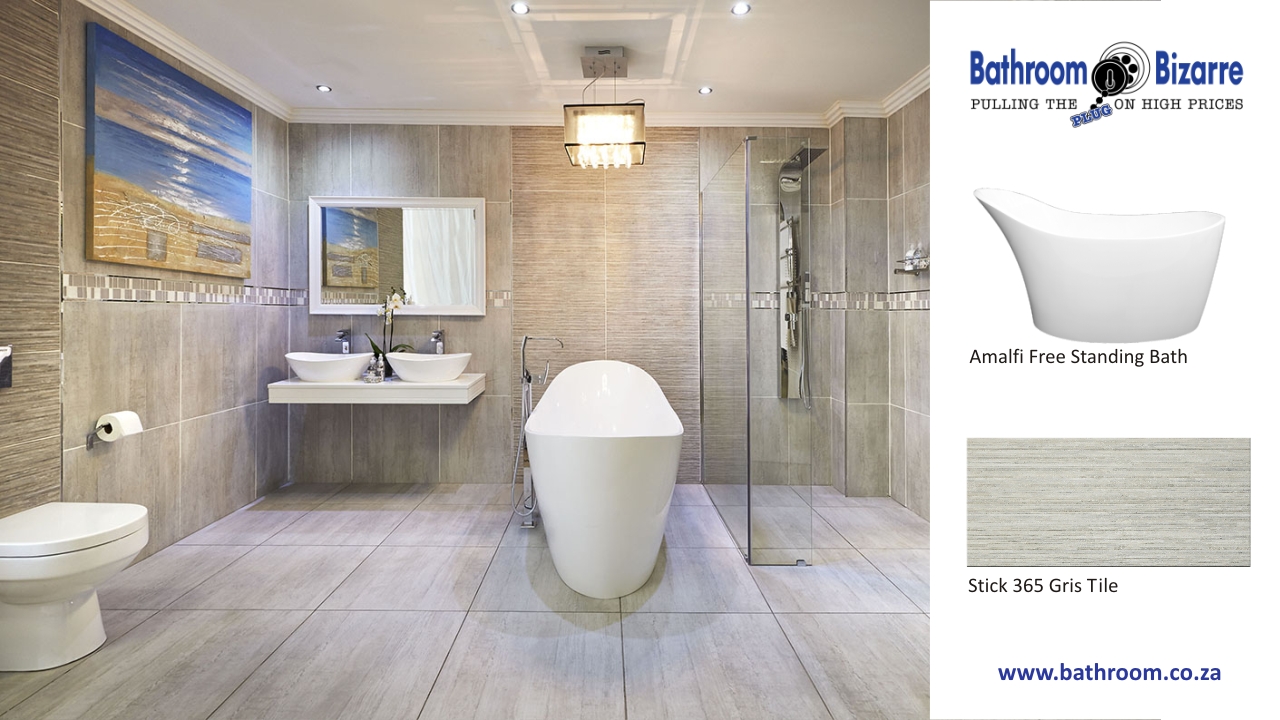 Bathroom Bizarre
PULLING THE PLUG ON HIGH PRICES
Amalfi Free Standing Bath
Stick 365 Gris Tile
www.bathroom.co.za